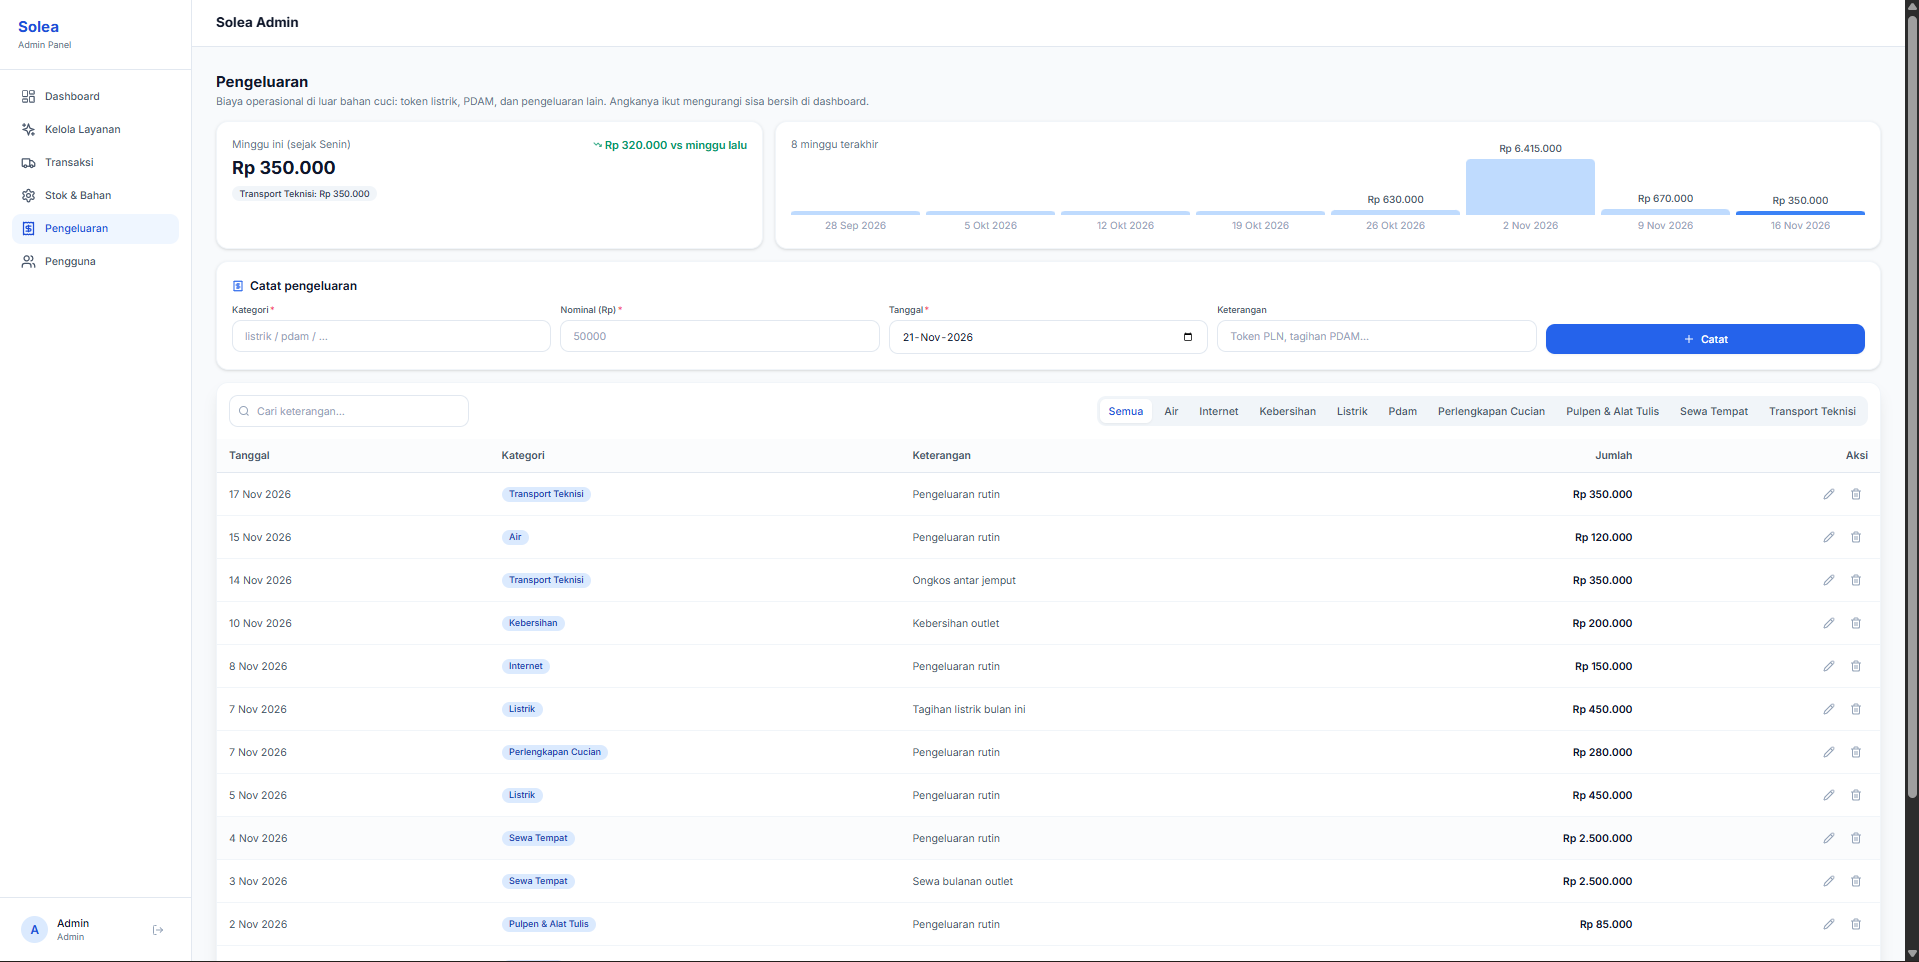 Solea
Admin Panel
Dashboard
Kelola Layanan
Transaksi
Stok & Bahan
Pengeluaran
Pengguna
A
Admin
Admin
Solea Admin
Pengeluaran
Biaya operasional di luar bahan cuci: token listrik, PDAM, dan pengeluaran lain. Angkanya ikut mengurangi sisa bersih di dashboard.
Minggu ini (sejak Senin)
Rp 320.000 vs minggu lalu
Rp 350.000
Transport Teknisi: Rp 350.000
8 minggu terakhir
Rp 630.000 Rp 6.415.000 Rp 670.000 Rp 350.000
28 Sep 2026 5 Okt 2026 12 Okt 2026 19 Okt 2026 26 Okt 2026 2 Nov 2026 9 Nov 2026 16 Nov 2026
Catat pengeluaran
Kategori * Nominal (Rp) * Tanggal * Keterangan
listrik / pdam / ... 50000 21-Nov-2026 Token PLN, tagihan PDAM... + Catat
Cari keterangan...
Semua Air Internet Kebersihan Listrik Pdam Perlengkapan Cucian Pulpen & Alat Tulis Sewa Tempat Transport Teknisi
Tanggal Kategori Keterangan Jumlah Aksi
17 Nov 2026 Transport Teknisi Pengeluaran rutin Rp 350.000
15 Nov 2026 Air Pengeluaran rutin Rp 120.000
14 Nov 2026 Transport Teknisi Ongkos antar jemput Rp 350.000
10 Nov 2026 Kebersihan Kebersihan outlet Rp 200.000
8 Nov 2026 Internet Pengeluaran rutin Rp 150.000
7 Nov 2026 Listrik Tagihan listrik bulan ini Rp 450.000
7 Nov 2026 Perlengkapan Cucian Pengeluaran rutin Rp 280.000
5 Nov 2026 Listrik Pengeluaran rutin Rp 450.000
4 Nov 2026 Sewa Tempat Pengeluaran rutin Rp 2.500.000
3 Nov 2026 Sewa Tempat Sewa bulanan outlet Rp 2.500.000
2 Nov 2026 Pulpen & Alat Tulis Pengeluaran rutin Rp 85.000